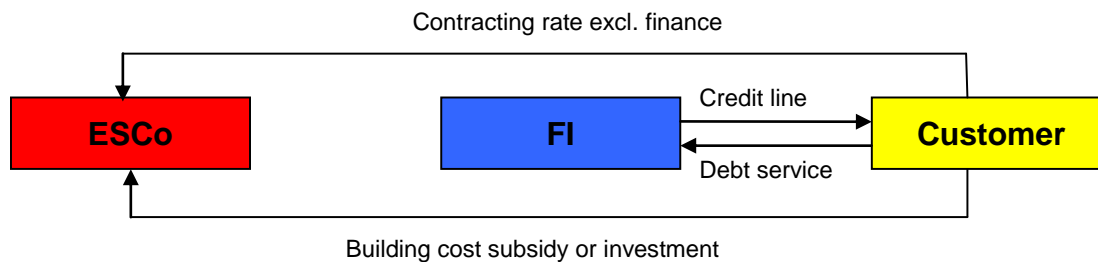 Contracting rate excl. finance
ESCo
FI
Credit line
Debt service
Customer
Building cost subsidy or investment